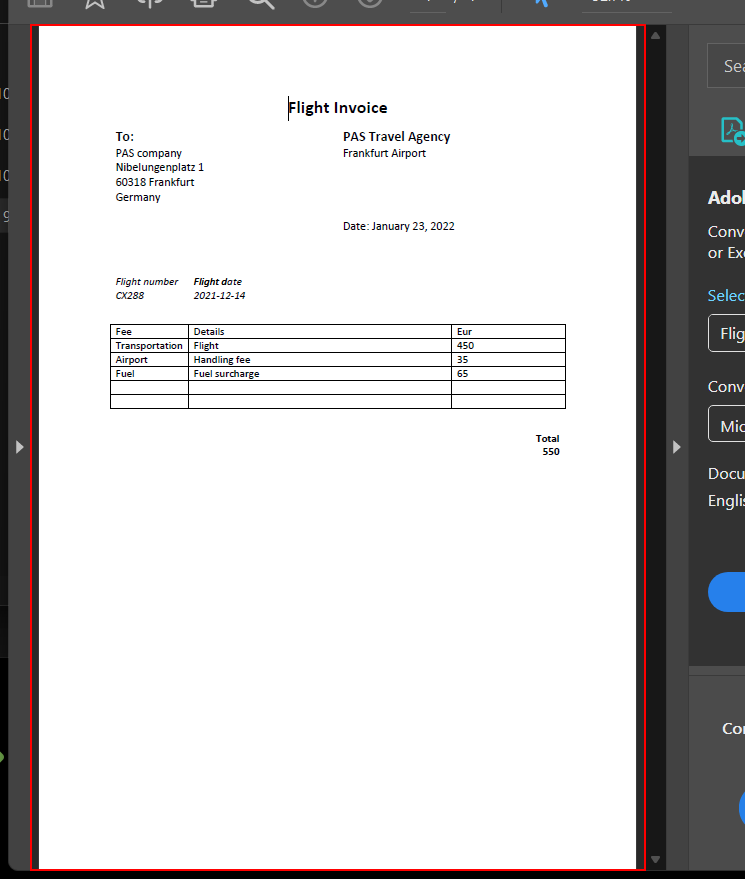 Flight Invoice
To:
PAS company
Nibelungenplatz 1
60318 Frankfurt
Germany
PAS Travel Agency
Frankfurt Airport
Date: January 23, 2022
Flight number Flight date
CX288 2021-12-14
Fee Details Eur
Transportation Flight 450
Airport Handling fee 35
Fuel Fuel surcharge 65
Total
550
Sea
Adob
Conv
or Exc
Selec
Flig
Conv
Mic
Docu
Englis
Con